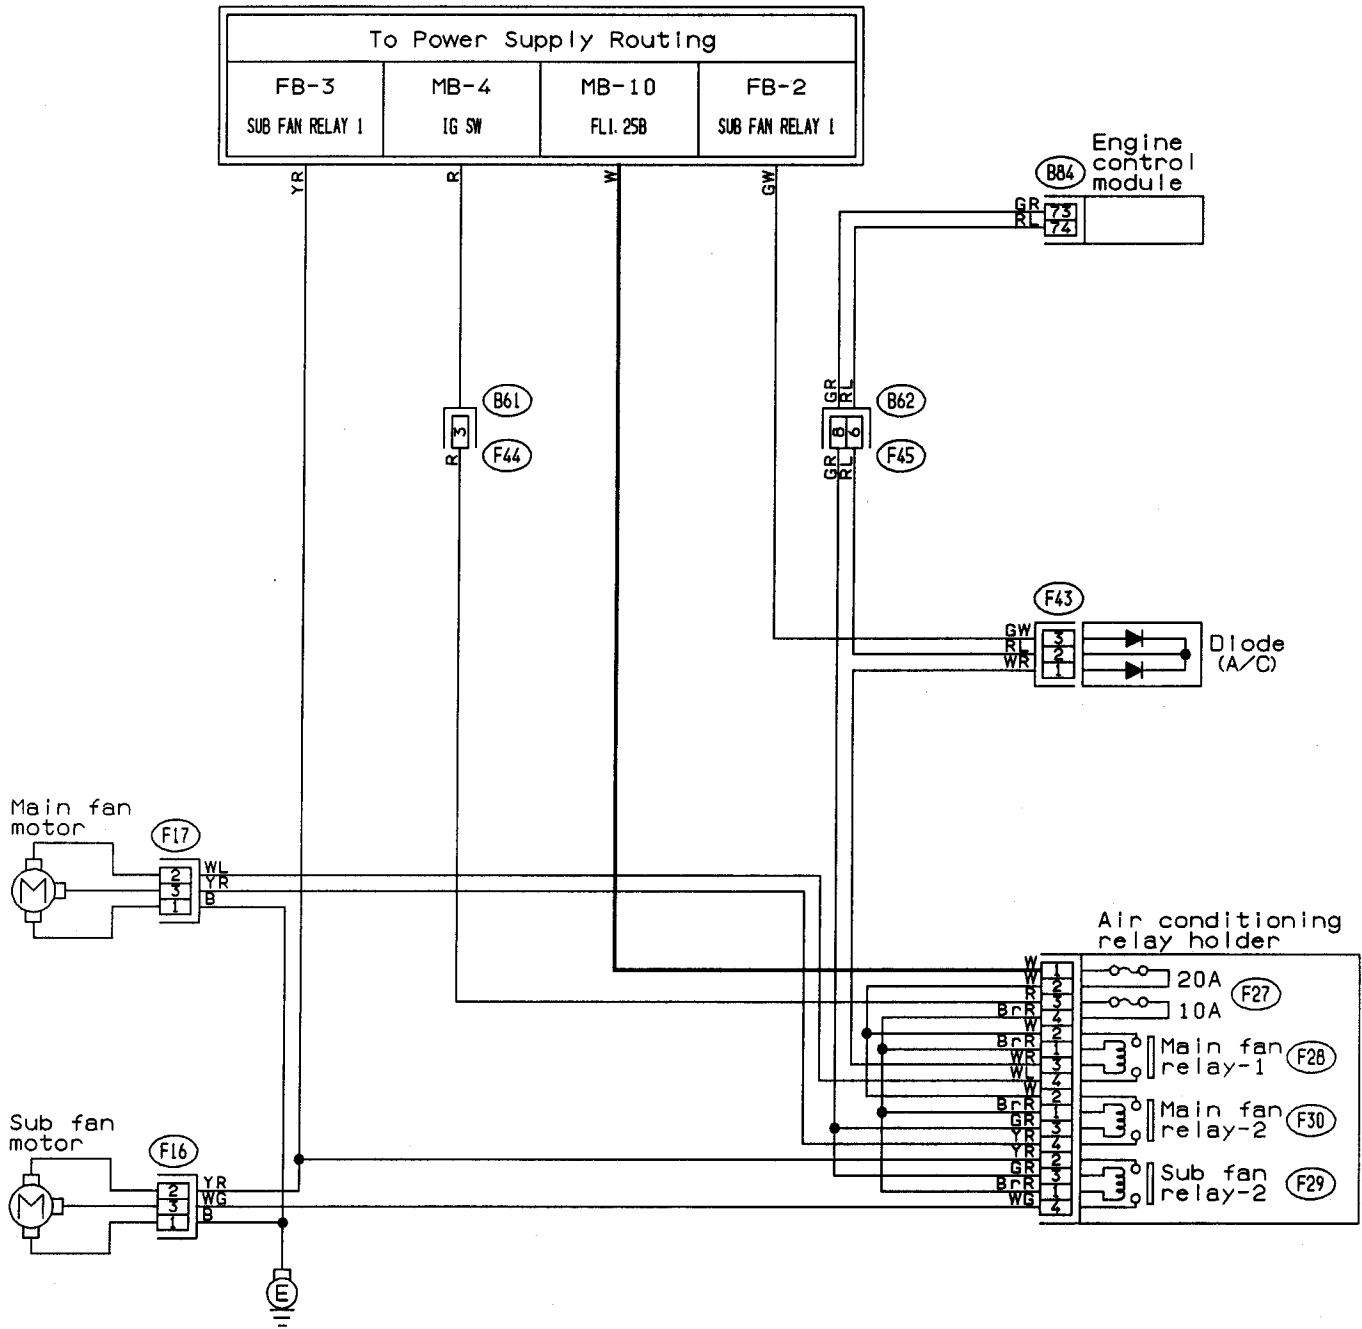 To Power Supply Routing
FB-3 MB-4 MB-10 FB-2
SUB FAN RELAY 1 IG SW FL1. 25B SUB FAN RELAY 1
YR R W GW
Engine
control
module
B84
GR 73
RL 74
GR RL
B61 B62
3 8 6
F44 F45
R GR RL
F43
GW 3
RL 2
WR 1
Diode
(A/C)
Main fan
motor
F17
M
2 WL
3 YR
1 B
Air conditioning
relay holder
W 1
W 2 20A
R 3 F27
BrR 4 10A
W 2
BrR 1 Main fan
WR 3 relay-1 F28
WL 4
W 2
BrR 1 Main fan
GR 3 relay-2 F30
YR 4
YR 2
GR 3 Sub fan
BrR 1 relay-2 F29
WG 4
Sub fan
motor
F16
M
2 YR
3 WG
1 B
E